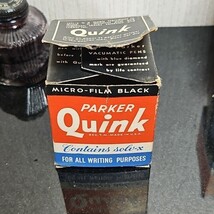 Quink
VACUMATIC PENS
with blue diamond
mark are guaranteed
by life contract
MICRO-FILM BLACK
PARKER
Quink
Contains solv-x
FOR ALL WRITING PURPOSES